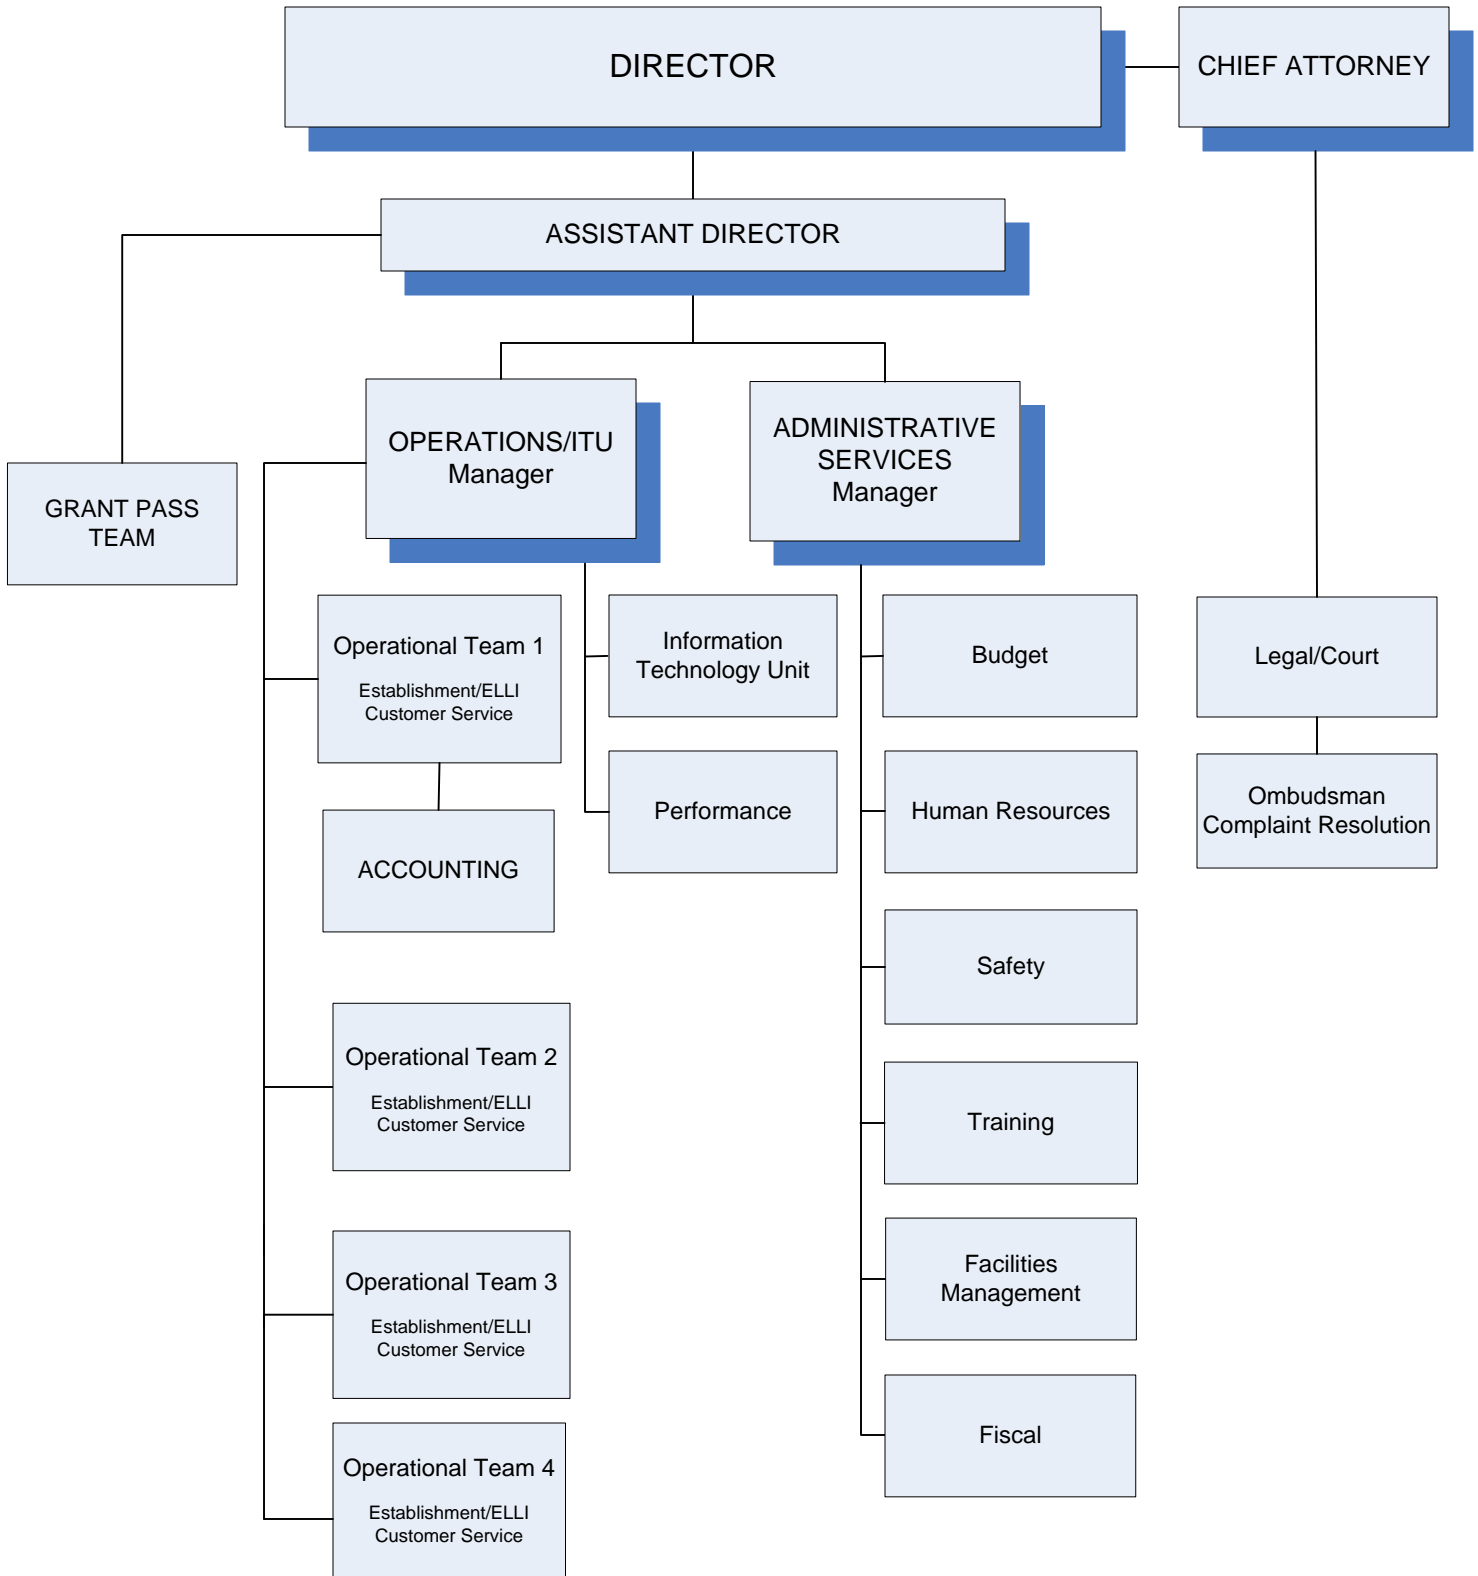 DIRECTOR
CHIEF ATTORNEY
ASSISTANT DIRECTOR
GRANT PASS
TEAM
OPERATIONS/ITU
Manager
ADMINISTRATIVE
SERVICES
Manager
Operational Team 1
Establishment/ELLI
Customer Service
ACCOUNTING
Operational Team 2
Establishment/ELLI
Customer Service
Operational Team 3
Establishment/ELLI
Customer Service
Operational Team 4
Establishment/ELLI
Customer Service
Information
Technology Unit
Performance
Budget
Human Resources
Safety
Training
Facilities
Management
Fiscal
Legal/Court
Ombudsman
Complaint Resolution